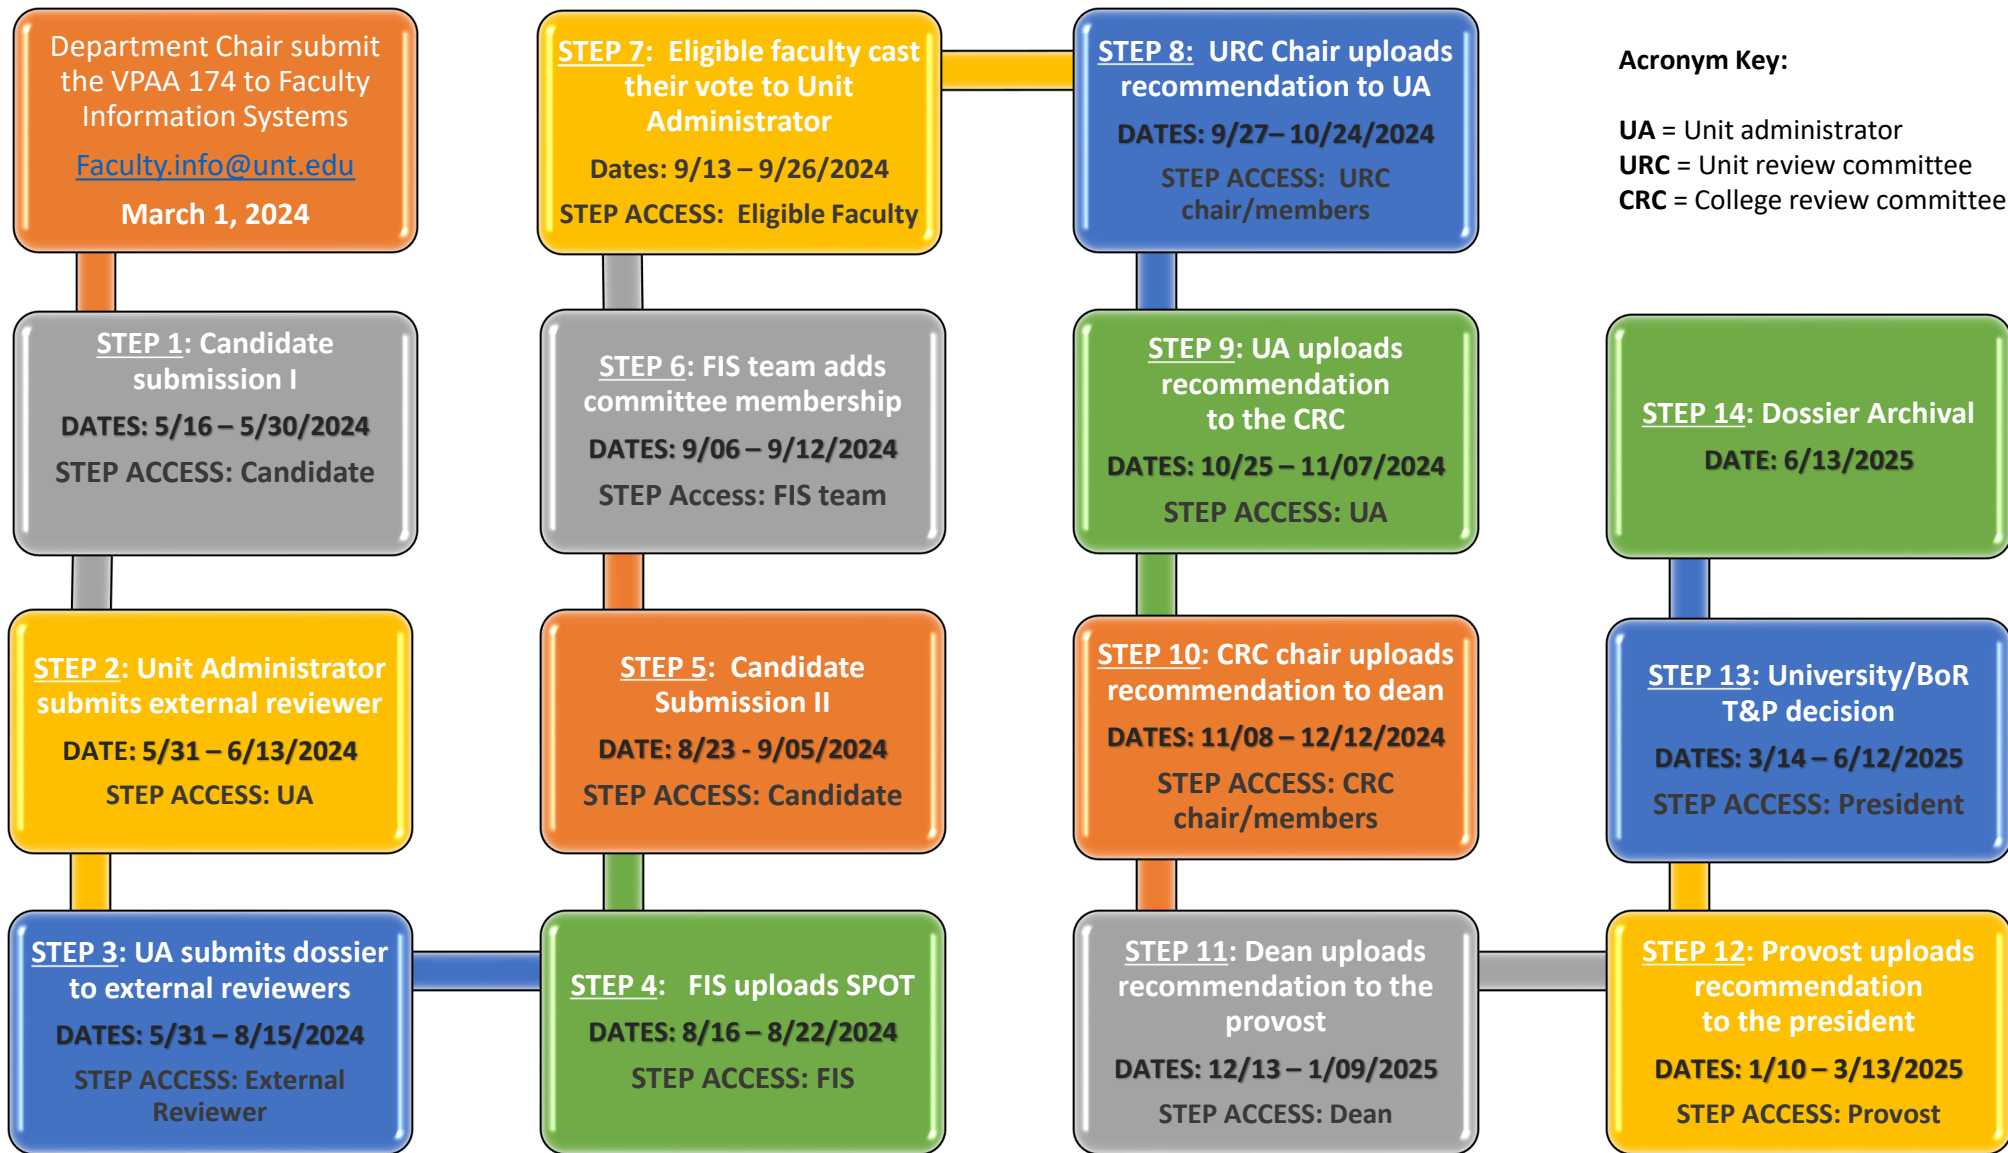 Department Chair submit
the VPAA 174 to Faculty
Information Systems
Faculty.info@unt.edu
March 1, 2024
STEP 1: Candidate
submission I
DATES: 5/16 – 5/30/2024
STEP ACCESS: Candidate
STEP 2: Unit Administrator
submits external reviewer
DATE: 5/31 – 6/13/2024
STEP ACCESS: UA
STEP 3: UA submits dossier
to external reviewers
DATES: 5/31 – 8/15/2024
STEP ACCESS: External
Reviewer
STEP 4: FIS uploads SPOT
DATES: 8/16 – 8/22/2024
STEP ACCESS: FIS
STEP 5: Candidate
Submission II
DATE: 8/23 - 9/05/2024
STEP ACCESS: Candidate
STEP 6: FIS team adds
committee membership
DATES: 9/06 – 9/12/2024
STEP Access: FIS team
STEP 7: Eligible faculty cast
their vote to Unit
Administrator
Dates: 9/13 – 9/26/2024
STEP ACCESS: Eligible Faculty
STEP 8: URC Chair uploads
recommendation to UA
DATES: 9/27– 10/24/2024
STEP ACCESS: URC
chair/members
STEP 9: UA uploads
recommendation
to the CRC
DATES: 10/25 – 11/07/2024
STEP ACCESS: UA
STEP 10: CRC chair uploads
recommendation to dean
DATES: 11/08 – 12/12/2024
STEP ACCESS: CRC
chair/members
STEP 11: Dean uploads
recommendation to the
provost
DATES: 12/13 – 1/09/2025
STEP ACCESS: Dean
STEP 12: Provost uploads
recommendation
to the president
DATES: 1/10 – 3/13/2025
STEP ACCESS: Provost
STEP 13: University/BoR
T&P decision
DATES: 3/14 – 6/12/2025
STEP ACCESS: President
STEP 14: Dossier Archival
DATE: 6/13/2025
Acronym Key:
UA = Unit administrator
URC = Unit review committee
CRC = College review committee